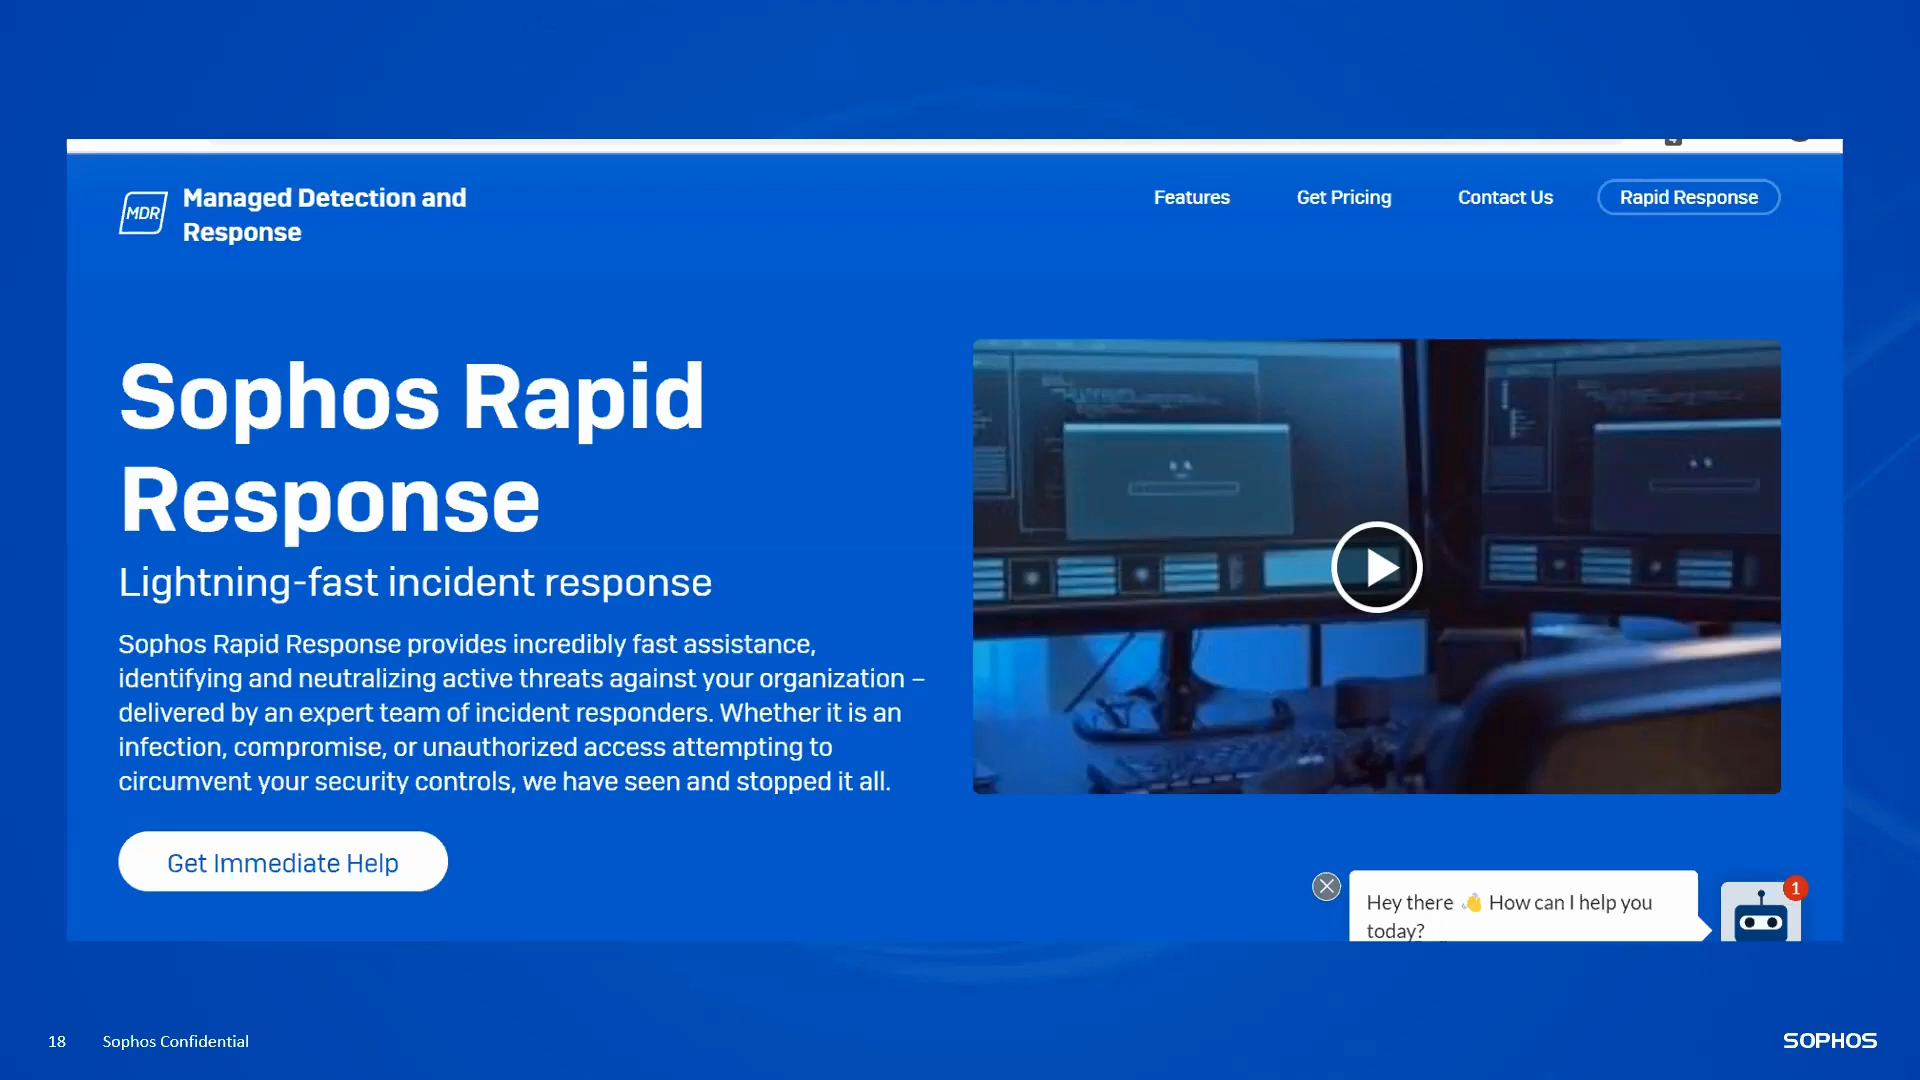 MDR
Managed Detection and
Response
Features
Get Pricing
Contact Us
Rapid Response
Sophos Rapid
Response
Lightning-fast incident response
Sophos Rapid Response provides incredibly fast assistance,
identifying and neutralizing active threats against your organization –
delivered by an expert team of incident responders. Whether it is an
infection, compromise, or unauthorized access attempting to
circumvent your security controls, we have seen and stopped it all.
Get Immediate Help
Hey there 👋 How can I help you
today?
1
18
Sophos Confidential
SOPHOS